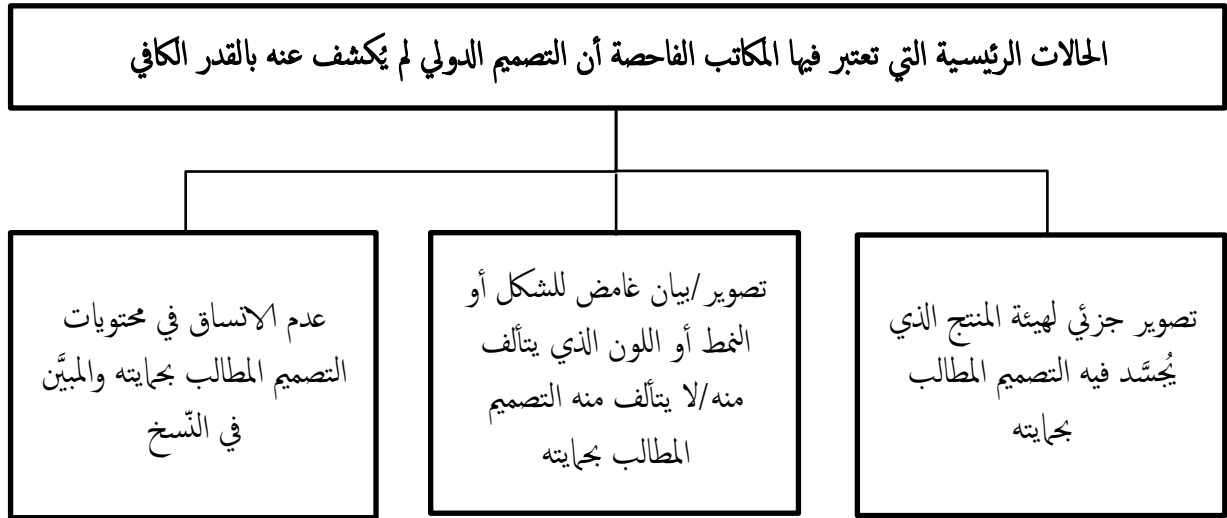 الحالات الرئيسية التي تعتبر فيها المكاتب الفاحصة أن التصميم الدولي لم يُكشف عنه بالقدر الكافي
تصوير جزئي لهيئة المنتج الذي
يُجسَّد فيه التصميم المطالب
بحمايته
تصوير/بيان غامض للشكل أو
النمط أو اللون الذي يتألف
منه/لا يتألف منه التصميم
المطالب بحمايته
عدم الاتساق في محتويات
التصميم المطالب بحمايته والمبيَّن
في النّسخ